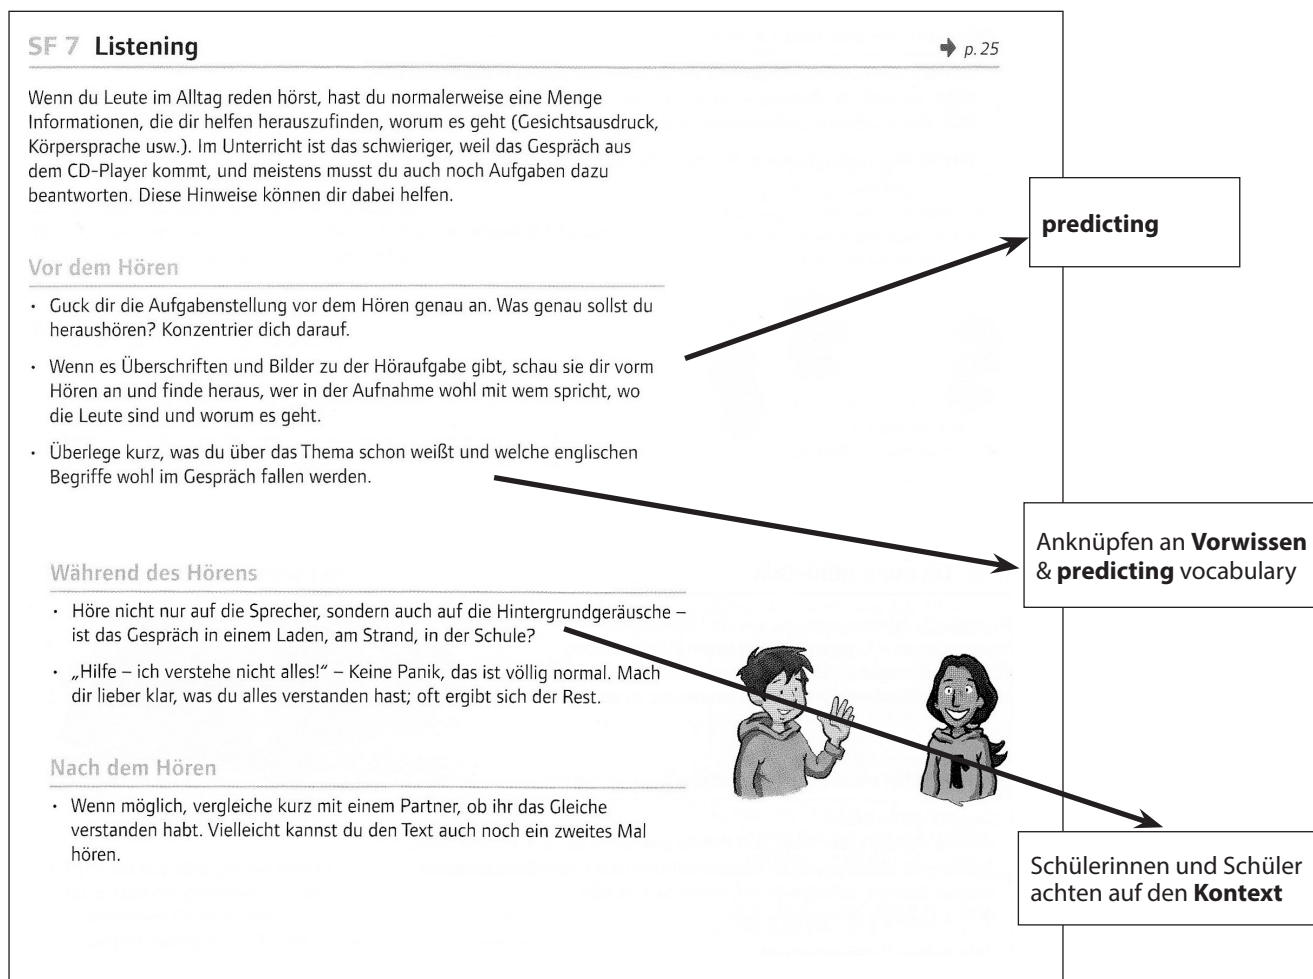 SF 7 Listening
➔ p. 25
Wenn du Leute im Alltag reden hörst, hast du normalerweise eine Menge
Informationen, die dir helfen herauszufinden, worum es geht (Gesichtsausdruck,
Körpersprache usw.). Im Unterricht ist das schwieriger, weil das Gespräch aus
dem CD-Player kommt, und meistens musst du auch noch Aufgaben dazu
beantworten. Diese Hinweise können dir dabei helfen.
predicting
Vor dem Hören
· Guck dir die Aufgabenstellung vor dem Hören genau an. Was genau sollst du
heraushören? Konzentrier dich darauf.
· Wenn es Überschriften und Bilder zu der Höraufgabe gibt, schau sie dir vorm
Hören an und finde heraus, wer in der Aufnahme wohl mit wem spricht, wo
die Leute sind und worum es geht.
· Überlege kurz, was du über das Thema schon weißt und welche englischen
Begriffe wohl im Gespräch fallen werden.
Anknüpfen an Vorwissen
& predicting vocabulary
Während des Hörens
· Höre nicht nur auf die Sprecher, sondern auch auf die Hintergrundgeräusche –
ist das Gespräch in einem Laden, am Strand, in der Schule?
· „Hilfe – ich verstehe nicht alles!“ – Keine Panik, das ist völlig normal. Mach
dir lieber klar, was du alles verstanden hast; oft ergibt sich der Rest.
Nach dem Hören
· Wenn möglich, vergleiche kurz mit einem Partner, ob ihr das Gleiche
verstanden habt. Vielleicht kannst du den Text auch noch ein zweites Mal
hören.
Schülerinnen und Schüler
achten auf den Kontext